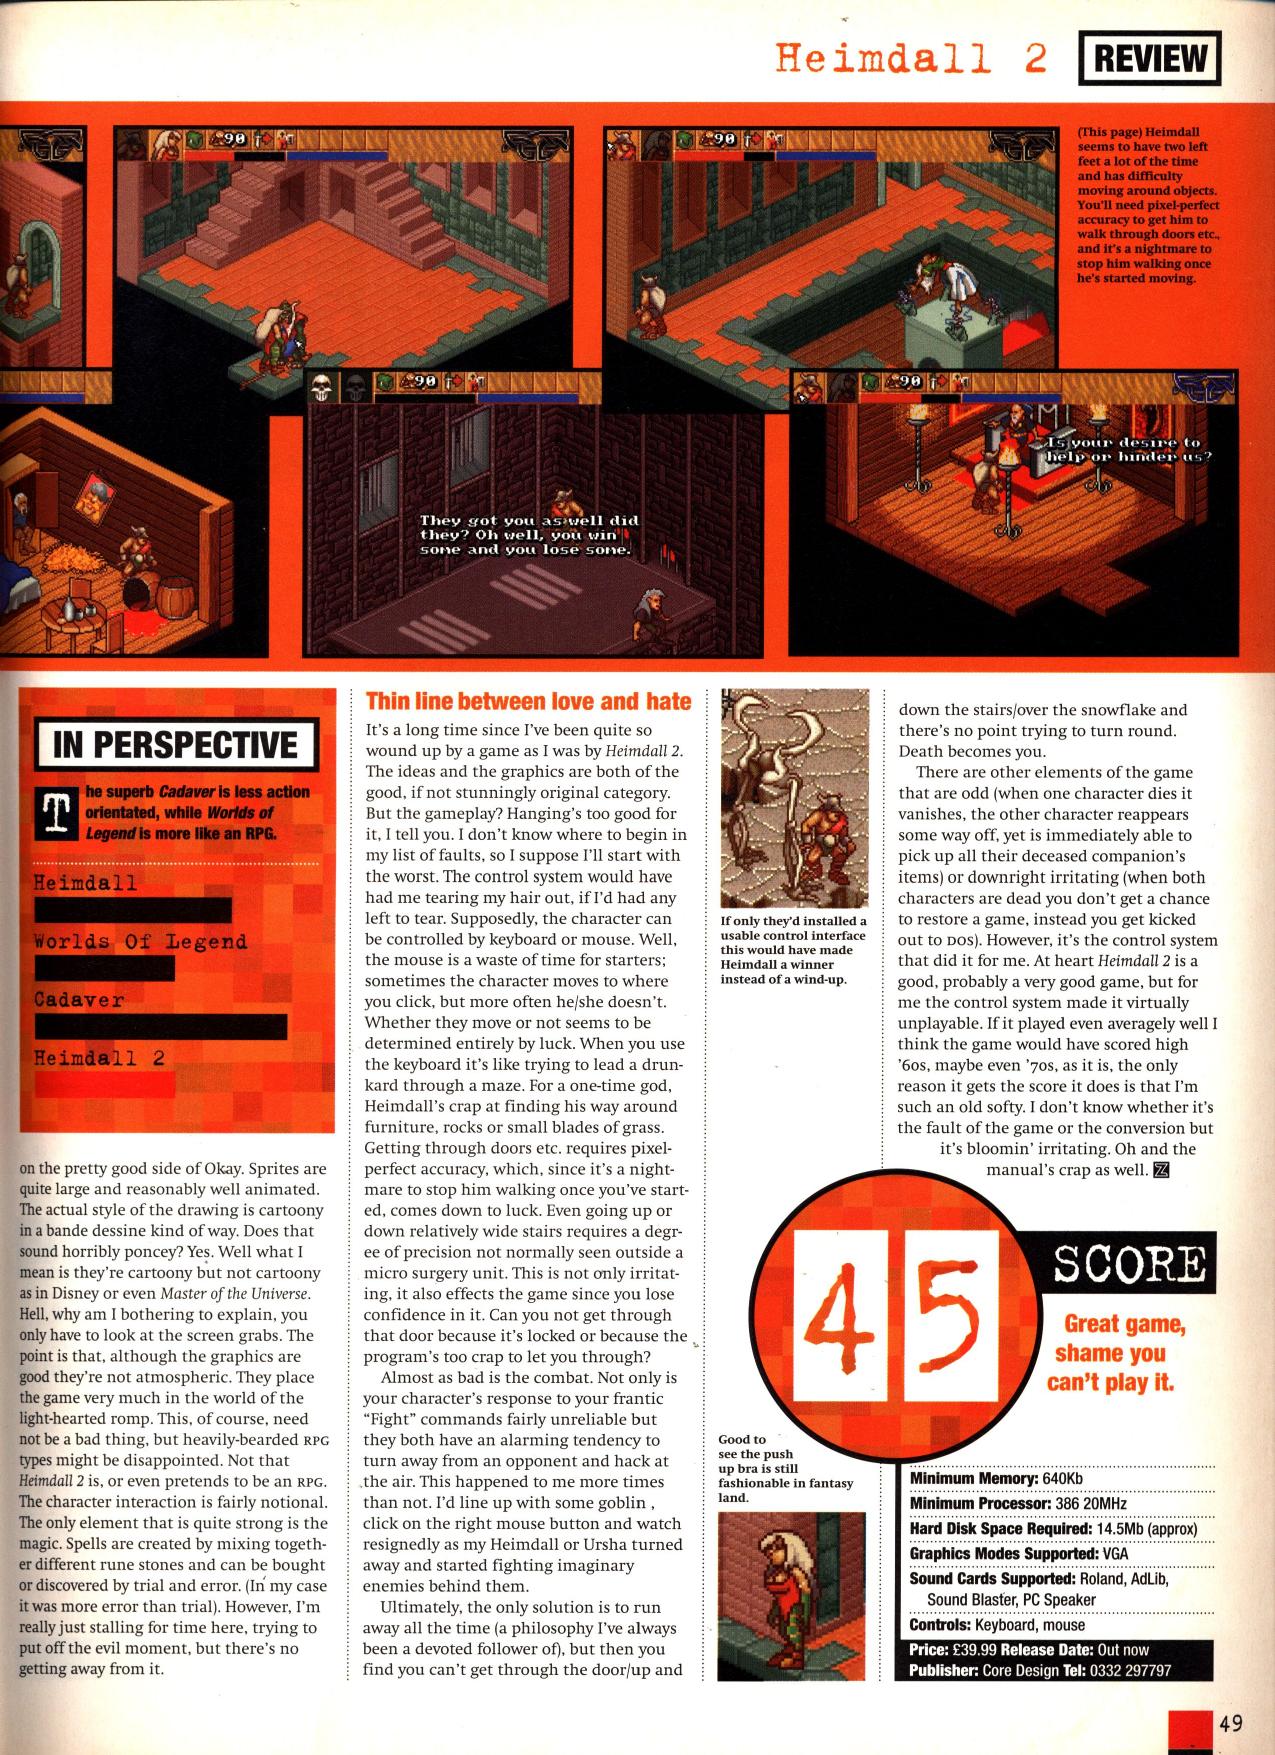 Heimdall 2 REVIEW
90
90
(This page) Heimdall
seems to have two left
feet a lot of the time
and has difficulty
moving around objects.
You'll need pixel-perfect
accuracy to get him to
walk through doors etc.,
and it's a nightmare to
stop him walking once
he's started moving.
90
90
They got you as well did
they? Oh well, you win
some and you lose some.
Is your desire to
help or hinder us?
IN PERSPECTIVE
The superb Cadaver is less action
orientated, while Worlds of
Legend is more like an RPG.
Heimdall
Worlds Of Legend
Cadaver
Heimdall 2
on the pretty good side of Okay. Sprites are
quite large and reasonably well animated.
The actual style of the drawing is cartoony
in a bande dessine kind of way. Does that
sound horribly poncey? Yes. Well what I
mean is they're cartoony but not cartoony
as in Disney or even Master of the Universe.
Hell, why am I bothering to explain, you
only have to look at the screen grabs. The
point is that, although the graphics are
good they're not atmospheric. They place
the game very much in the world of the
light-hearted romp. This, of course, need
not be a bad thing, but heavily-bearded RPG
types might be disappointed. Not that
Heimdall 2 is, or even pretends to be an RPG.
The character interaction is fairly notional.
The only element that is quite strong is the
magic. Spells are created by mixing togeth-
er different rune stones and can be bought
or discovered by trial and error. (In my case
it was more error than trial). However, I'm
really just stalling for time here, trying to
put off the evil moment, but there's no
getting away from it.
Thin line between love and hate
It's a long time since I've been quite so
wound up by a game as I was by Heimdall 2.
The ideas and the graphics are both of the
good, if not stunningly original category.
But the gameplay? Hanging's too good for
it, I tell you. I don't know where to begin in
my list of faults, so I suppose I'll start with
the worst. The control system would have
had me tearing my hair out, if I'd had any
left to tear. Supposedly, the character can
be controlled by keyboard or mouse. Well,
the mouse is a waste of time for starters;
sometimes the character moves to where
you click, but more often he/she doesn't.
Whether they move or not seems to be
determined entirely by luck. When you use
the keyboard it's like trying to lead a drun-
kard through a maze. For a one-time god,
Heimdall's crap at finding his way around
furniture, rocks or small blades of grass.
Getting through doors etc. requires pixel-
perfect accuracy, which, since it's a night-
mare to stop him walking once you've start-
ed, comes down to luck. Even going up or
down relatively wide stairs requires a degr-
ee of precision not normally seen outside a
micro surgery unit. This is not only irritat-
ing, it also effects the game since you lose
confidence in it. Can you not get through
that door because it's locked or because the
program's too crap to let you through?
Almost as bad is the combat. Not only is
your character's response to your frantic
“Fight” commands fairly unreliable but
they both have an alarming tendency to
turn away from an opponent and hack at
the air. This happened to me more times
than not. I'd line up with some goblin ,
click on the right mouse button and watch
resignedly as my Heimdall or Ursha turned
away and started fighting imaginary
enemies behind them.
Ultimately, the only solution is to run
away all the time (a philosophy I've always
been a devoted follower of), but then you
find you can't get through the door/up and
If only they'd installed a
usable control interface
this would have made
Heimdall a winner
instead of a wind-up.
Good to
see the push
up bra is still
fashionable in fantasy
land.
down the stairs/over the snowflake and
there's no point trying to turn round.
Death becomes you.
There are other elements of the game
that are odd (when one character dies it
vanishes, the other character reappears
some way off, yet is immediately able to
pick up all their deceased companion's
items) or downright irritating (when both
characters are dead you don't get a chance
to restore a game, instead you get kicked
out to DOS). However, it's the control system
that did it for me. At heart Heimdall 2 is a
good, probably a very good game, but for
me the control system made it virtually
unplayable. If it played even averagely well I
think the game would have scored high
'60s, maybe even '70s, as it is, the only
reason it gets the score it does is that I'm
such an old softy. I don't know whether it's
the fault of the game or the conversion but
it's bloomin' irritating. Oh and the
manual's crap as well. Z
45
SCORE
Great game,
shame you
can't play it.
Minimum Memory: 640Kb
Minimum Processor: 386 20MHz
Hard Disk Space Required: 14.5Mb (approx)
Graphics Modes Supported: VGA
Sound Cards Supported: Roland, AdLib,
Sound Blaster, PC Speaker
Controls: Keyboard, mouse
Price: £39.99 Release Date: Out now
Publisher: Core Design Tel: 0332 297797
49